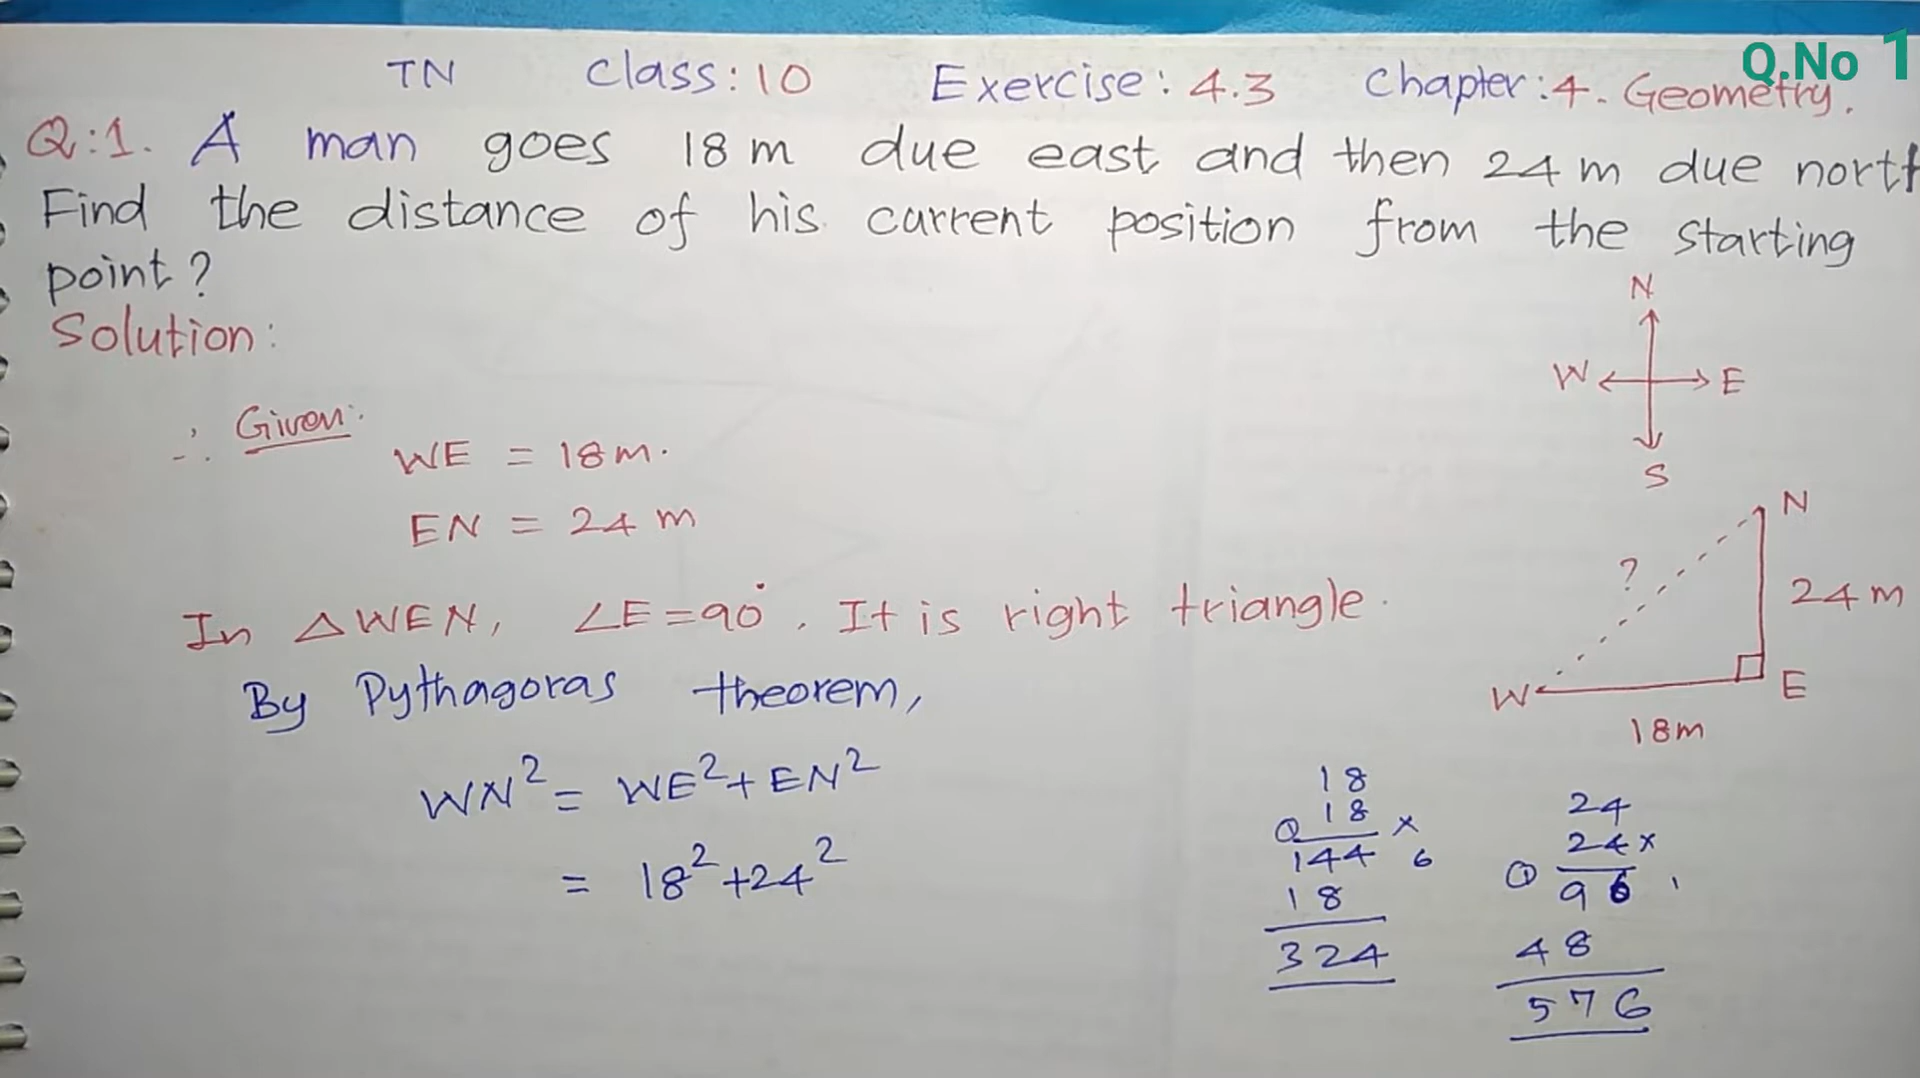 Q.No 1
TN Class: 10 Exercise: 4.3 Chapter: 4. Geometry.
Q:1. A man goes 18 m due east and then 24 m due north
Find the distance of his current position from the starting
point?
Solution:
N
W E
S
∴ Given:
WE = 18m.
EN = 24 m
N
?
24 m
W E
18m
In △WEN, ∠E = 90°. It is right triangle.
By Pythagoras theorem,
WN² = WE² + EN²
= 18² + 24²
18
18 ×
144 6
18
324
24
24 ×
96 1
48
576